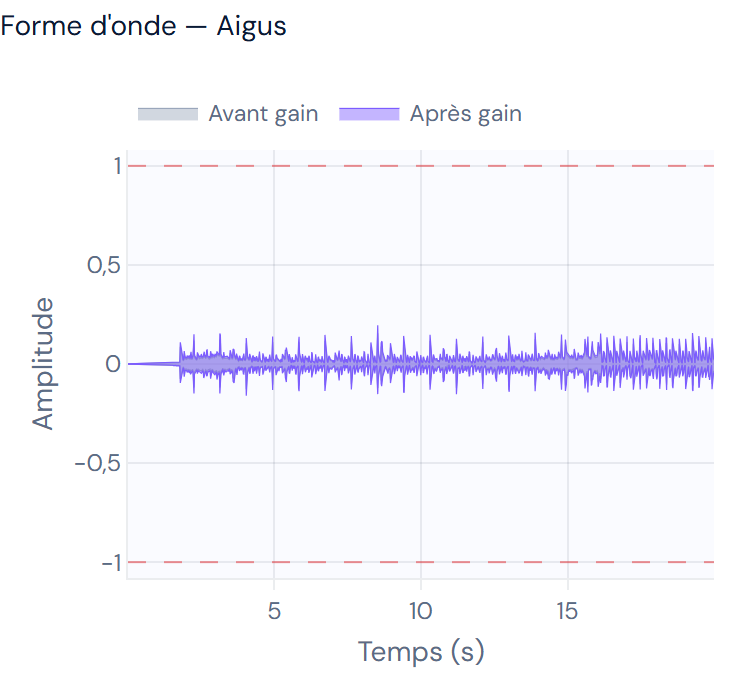 Forme d'onde — Aigus
Avant gain Après gain
1
0,5
0
−0,5
−1
Amplitude
5 10 15
Temps (s)